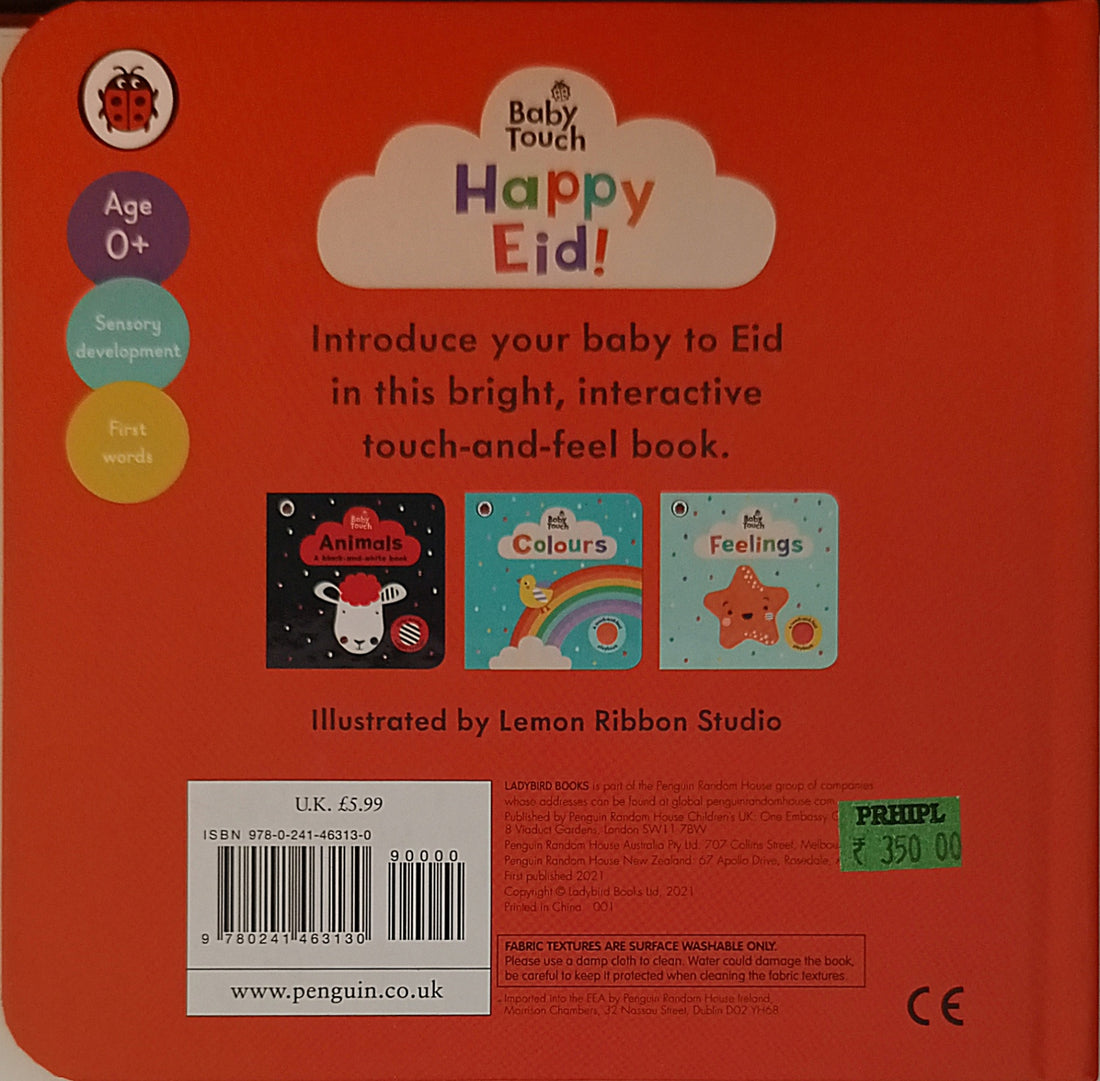 Baby
Touch
Happy
Eid!
Age
0+
Sensory
development
First
words
Introduce your baby to Eid
in this bright, interactive
touch-and-feel book.
Baby
Touch
Animals
A black-and-white book
Baby
Touch
Colours
Baby
Touch
Feelings
Illustrated by Lemon Ribbon Studio
U.K. £5.99
ISBN 978-0-241-46313-0
90000
9 780241 463130
www.penguin.co.uk
LADYBIRD BOOKS is part of the Penguin Random House group of companies
whose addresses can be found at global.penguinrandomhouse.com.
Published by Penguin Random House Children's UK: One Embassy
8 Viaduct Gardens, London SW11 7BW
Penguin Random House Australia Pty Ltd: 707 Collins Street,
Penguin Random House New Zealand: 67 Apollo Drive, Rosedale,
First published 2021
Copyright © Ladybird Books Ltd, 2021
Printed in China 001
PRHIPL
₹ 350 00
FABRIC TEXTURES ARE SURFACE WASHABLE ONLY.
Please use a damp cloth to clean. Water could damage the book,
be careful to keep it protected when cleaning the fabric textures.
Imported into the EEA by Penguin Random House Ireland,
Morrison Chambers, 32 Nassau Street, Dublin D02 YH68
CE